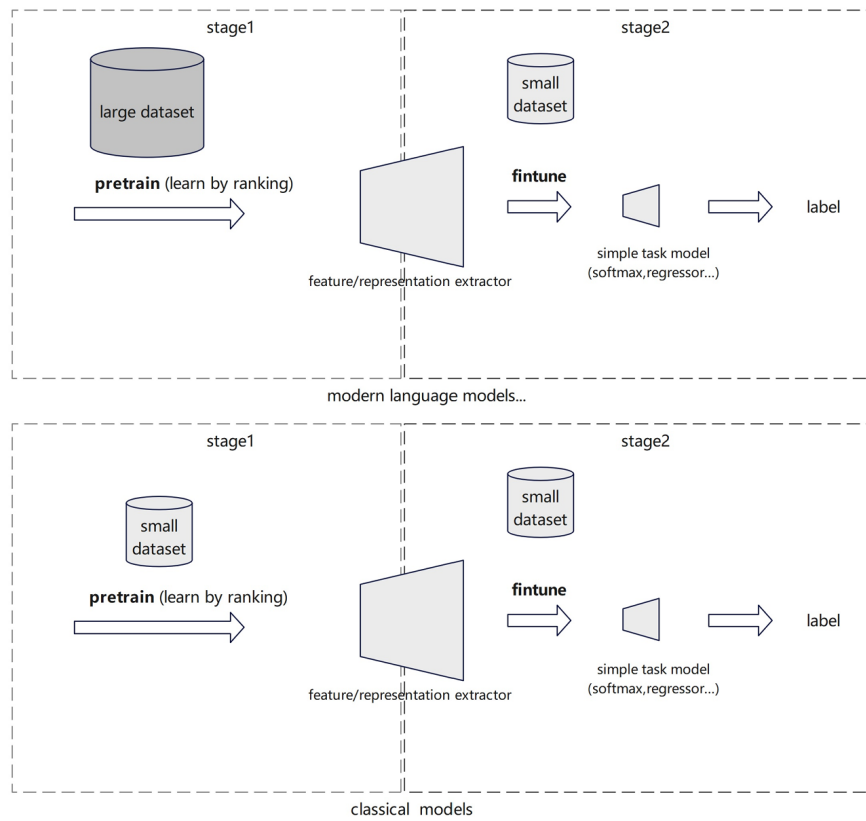 stage1
stage2
large dataset
small
dataset
pretrain (learn by ranking)
fintune
label
simple task model
(softmax,regressor...)
feature/representation extractor
modern language models...
stage1
stage2
small
dataset
small
dataset
pretrain (learn by ranking)
fintune
label
simple task model
(softmax,regressor...)
feature/representation extractor
classical models